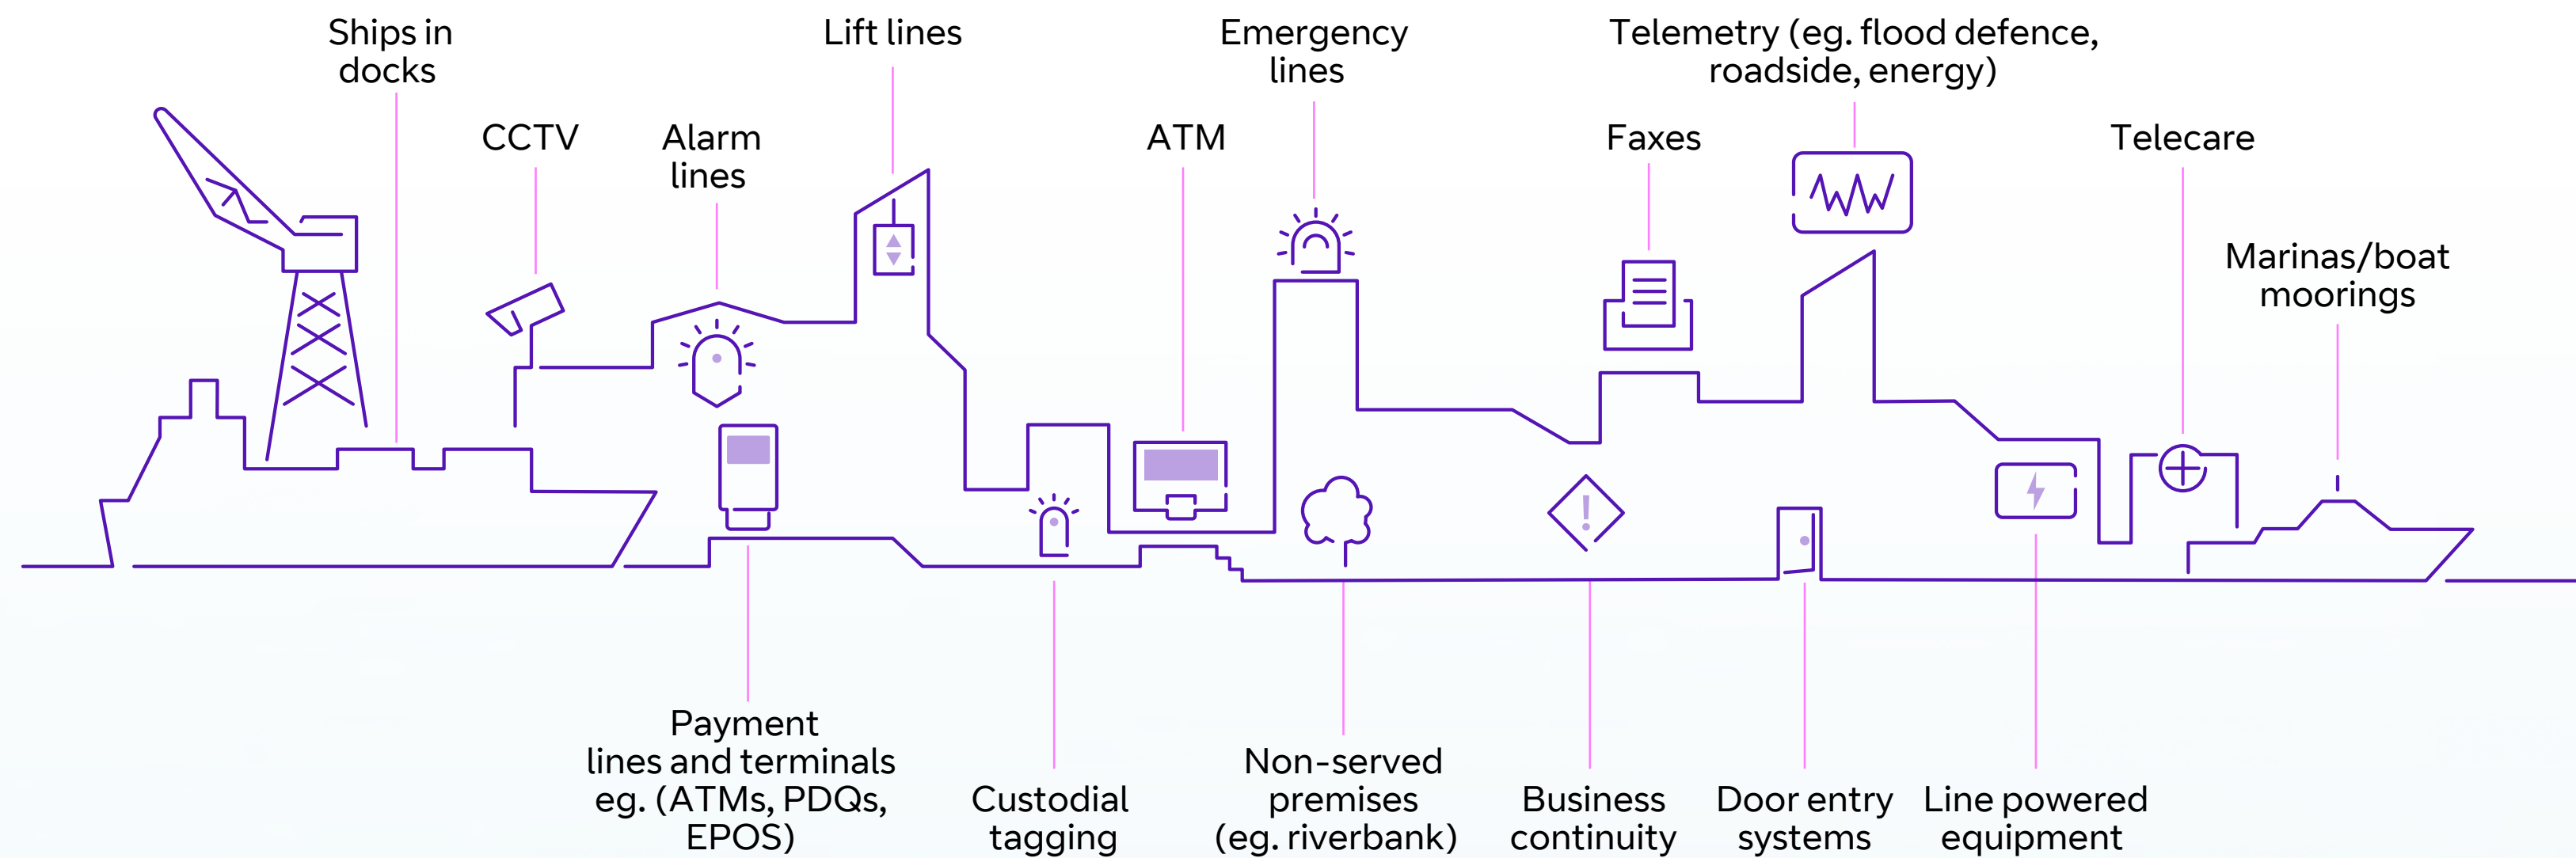 Ships in
docks
CCTV
Alarm
lines
Lift lines
ATM
Emergency
lines
Faxes
Telemetry (eg. flood defence,
roadside, energy)
Telecare
Marinas/boat
moorings
Payment
lines and terminals
eg. (ATMs, PDQs,
EPOS)
Custodial
tagging
Non-served
premises
(eg. riverbank)
Business
continuity
Door entry
systems
Line powered
equipment